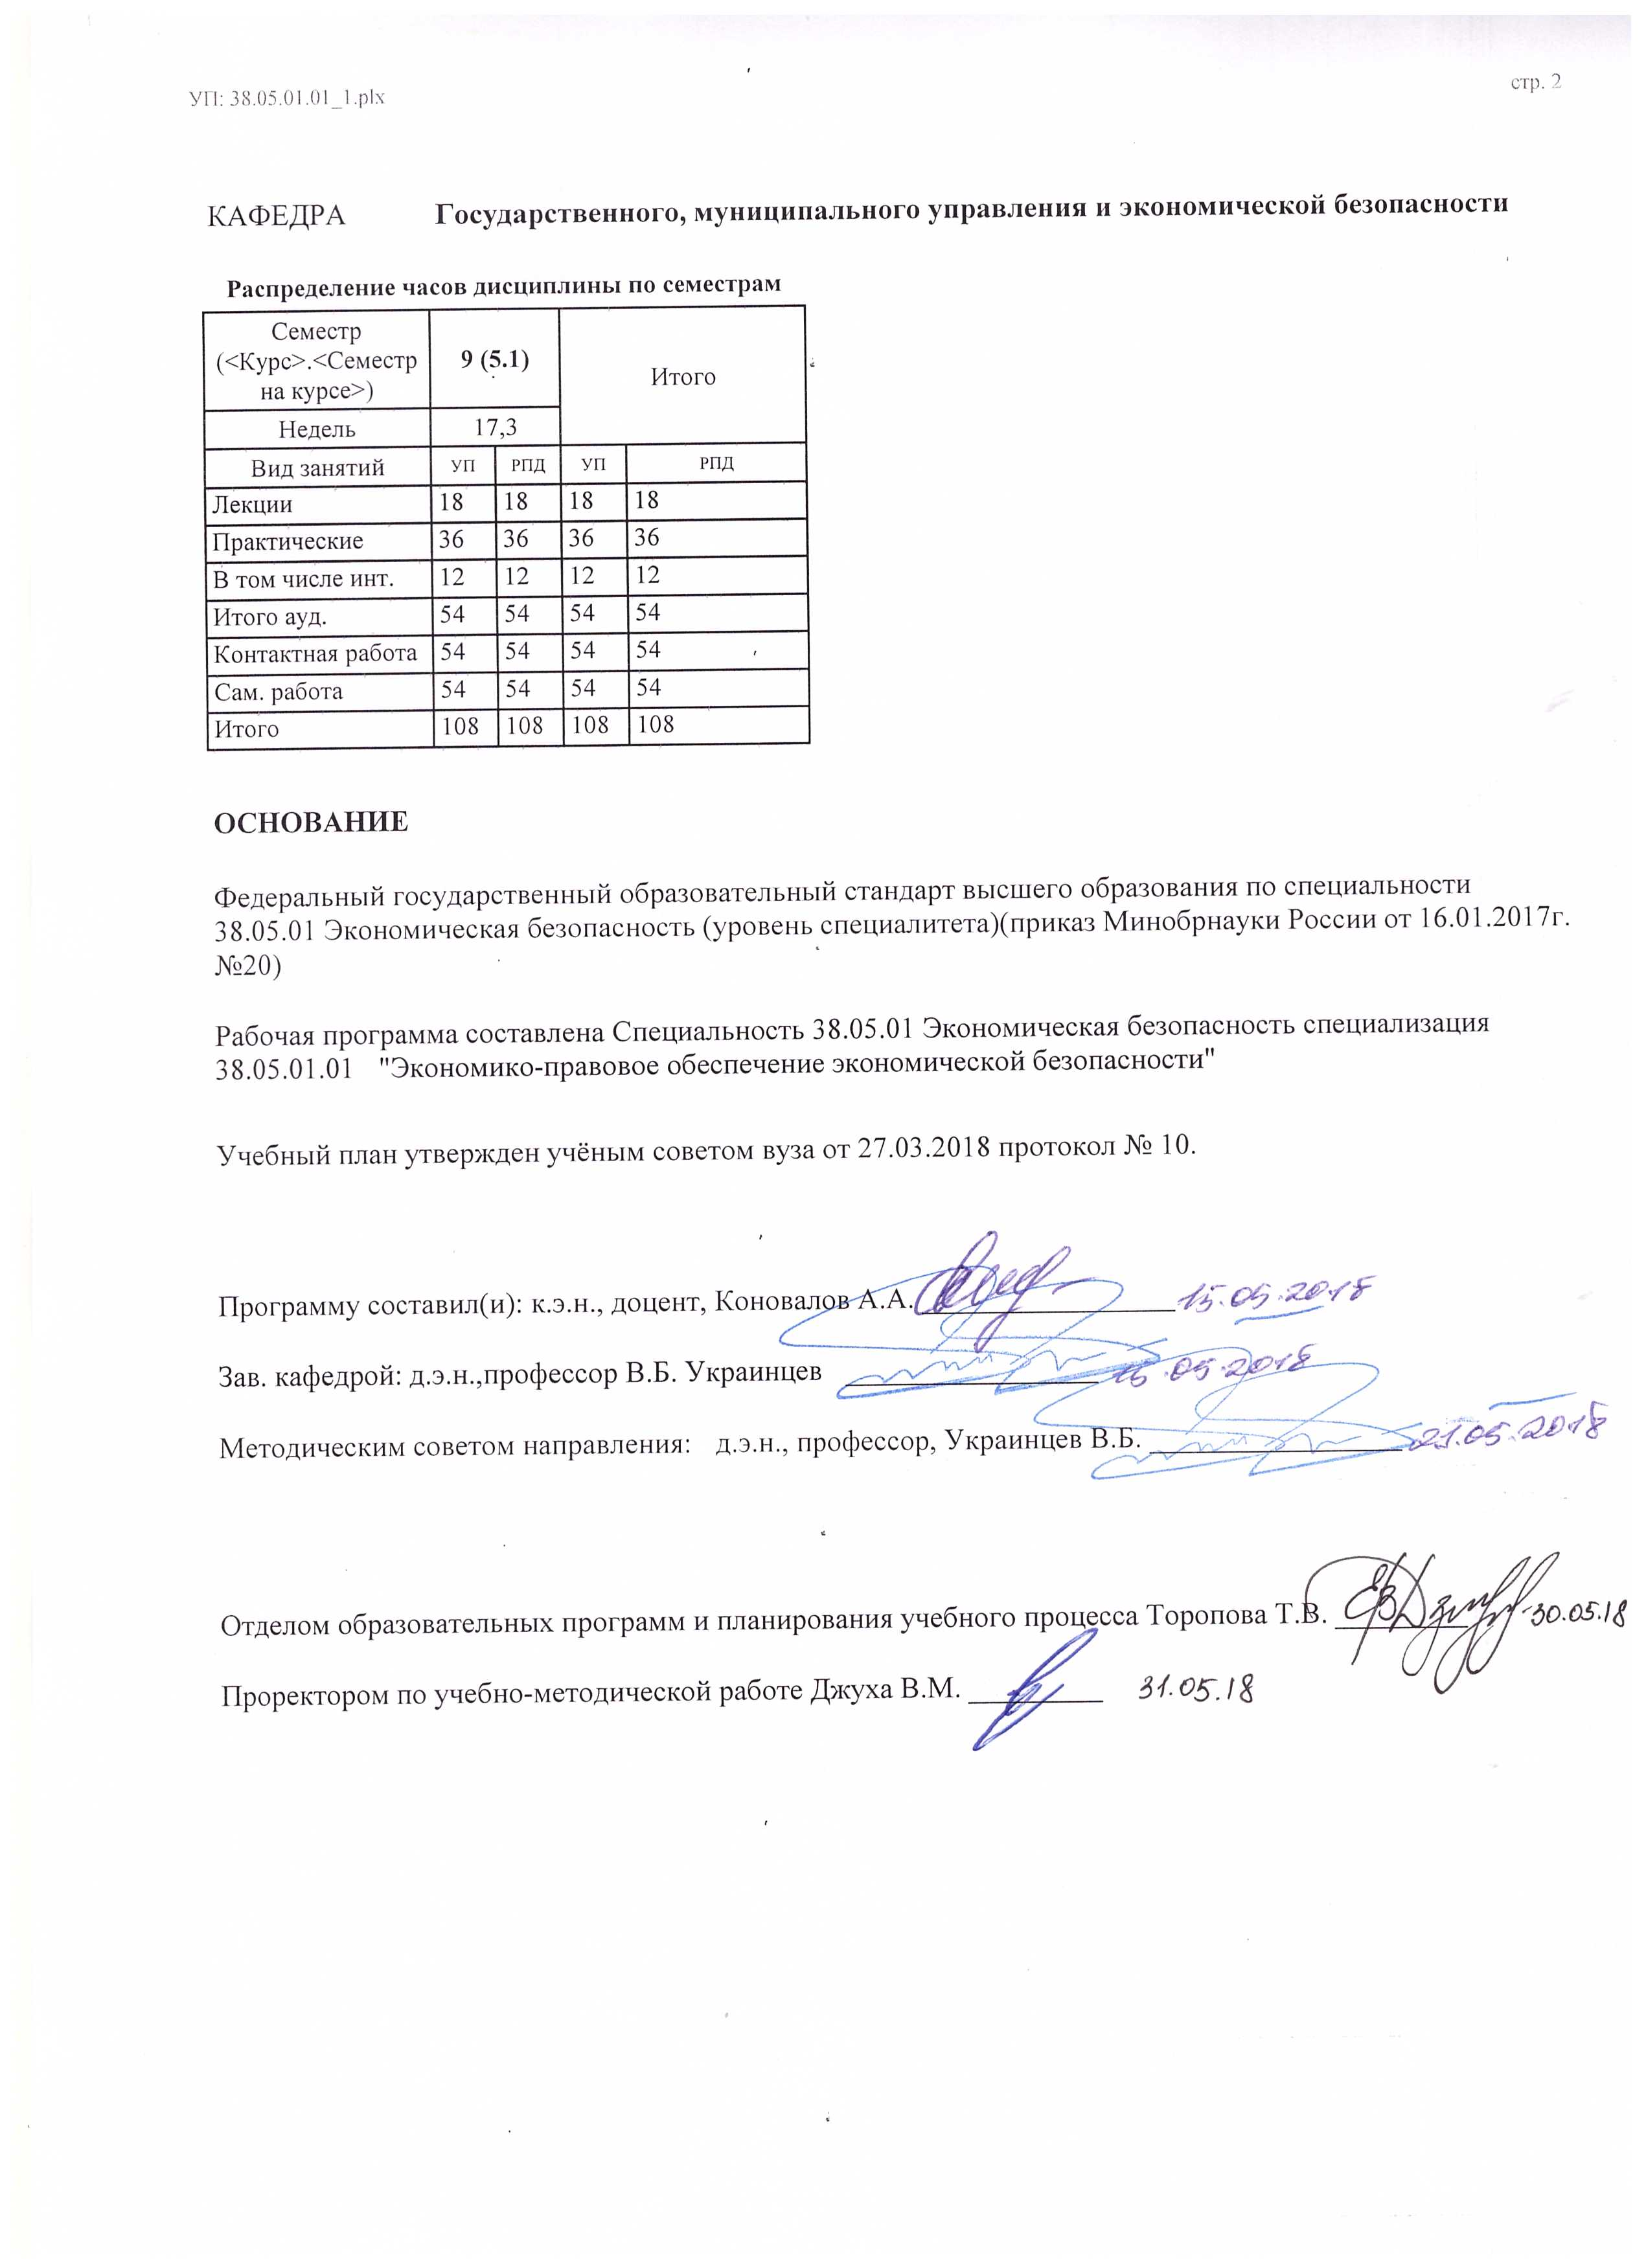 УП: 38.05.01.01_1.plx
стр. 2
КАФЕДРА Государственного, муниципального управления и экономической безопасности
Распределение часов дисциплины по семестрам
Семестр
(<Курс>.<Семестр
на курсе>)
9 (5.1)
Итого
Недель 17,3
Вид занятий УП РПД УП РПД
Лекции 18 18 18 18
Практические 36 36 36 36
В том числе инт. 12 12 12 12
Итого ауд. 54 54 54 54
Контактная работа 54 54 54 54
Сам. работа 54 54 54 54
Итого 108 108 108 108
ОСНОВАНИЕ
Федеральный государственный образовательный стандарт высшего образования по специальности
38.05.01 Экономическая безопасность (уровень специалитета)(приказ Минобрнауки России от 16.01.2017г.
№20)
Рабочая программа составлена Специальность 38.05.01 Экономическая безопасность специализация
38.05.01.01 "Экономико-правовое обеспечение экономической безопасности"
Учебный план утвержден учёным советом вуза от 27.03.2018 протокол № 10.
Программу составил(и): к.э.н., доцент, Коновалов А.А. 15.05.2018
Зав. кафедрой: д.э.н.,профессор В.Б. Украинцев 15.05.2018
Методическим советом направления: д.э.н., профессор, Украинцев В.Б. 21.05.2018
Отделом образовательных программ и планирования учебного процесса Торопова Т.В. 30.05.18
Проректором по учебно-методической работе Джуха В.М. 31.05.18